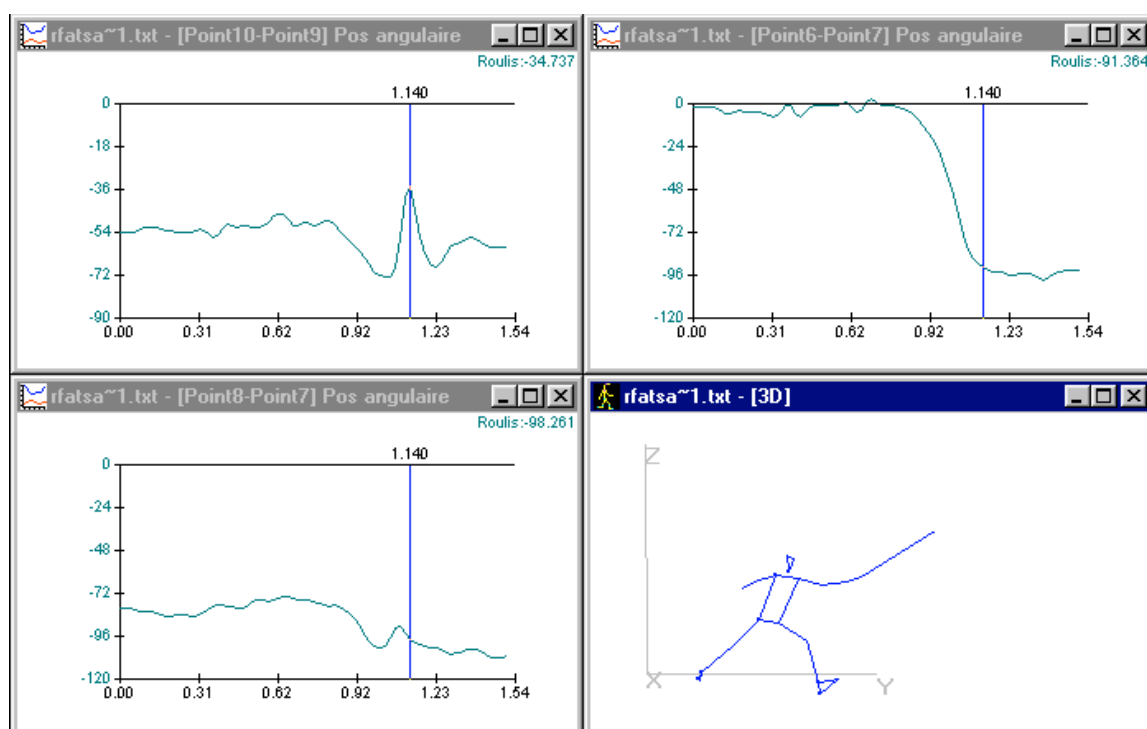 rfatsa~1.txt - [Point10-Point9] Pos angulaire
Roulis:-34.737
1.140
0
-18
-36
-54
-72
-90
0.00 0.31 0.62 0.92 1.23 1.54
rfatsa~1.txt - [Point6-Point7] Pos angulaire
Roulis:-91.364
1.140
0
-24
-48
-72
-96
-120
0.00 0.31 0.62 0.92 1.23 1.54
rfatsa~1.txt - [Point8-Point7] Pos angulaire
Roulis:-98.261
1.140
0
-24
-48
-72
-96
-120
0.00 0.31 0.62 0.92 1.23 1.54
rfatsa~1.txt - [3D]
Z
X Y